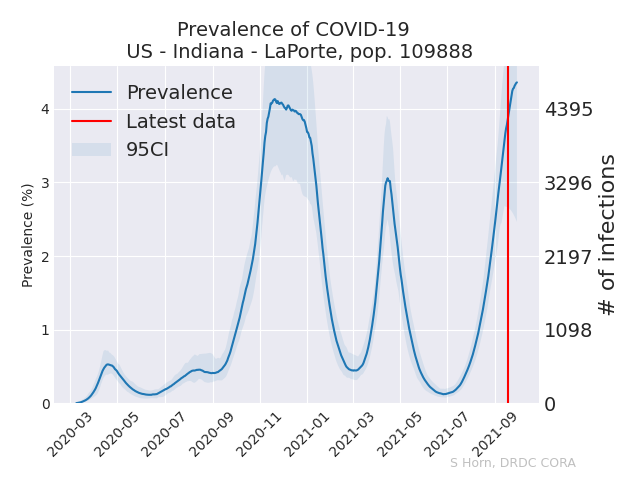 Prevalence of COVID-19
US - Indiana - LaPorte, pop. 109888
Prevalence
Latest data
95CI
Prevalence (%)
4
3
2
1
0
4395
3296
2197
1098
0
# of infections
2020-03
2020-05
2020-07
2020-09
2020-11
2021-01
2021-03
2021-05
2021-07
2021-09
S Horn, DRDC CORA